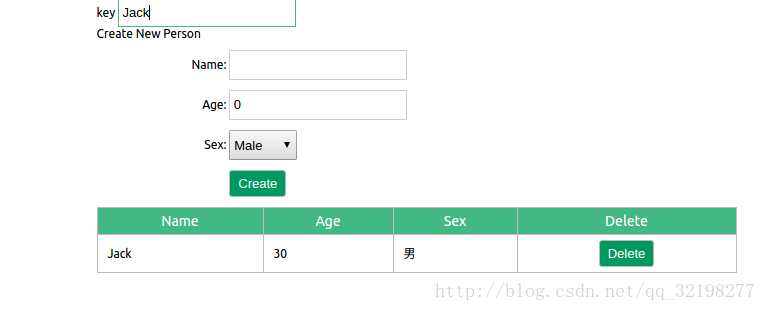 key Jack
Create New Person
Name:
Age: 0
Sex: Male
Create
Name Age Sex Delete
Jack 30 男 Delete
http://blog.csdn.net/qq_32198277